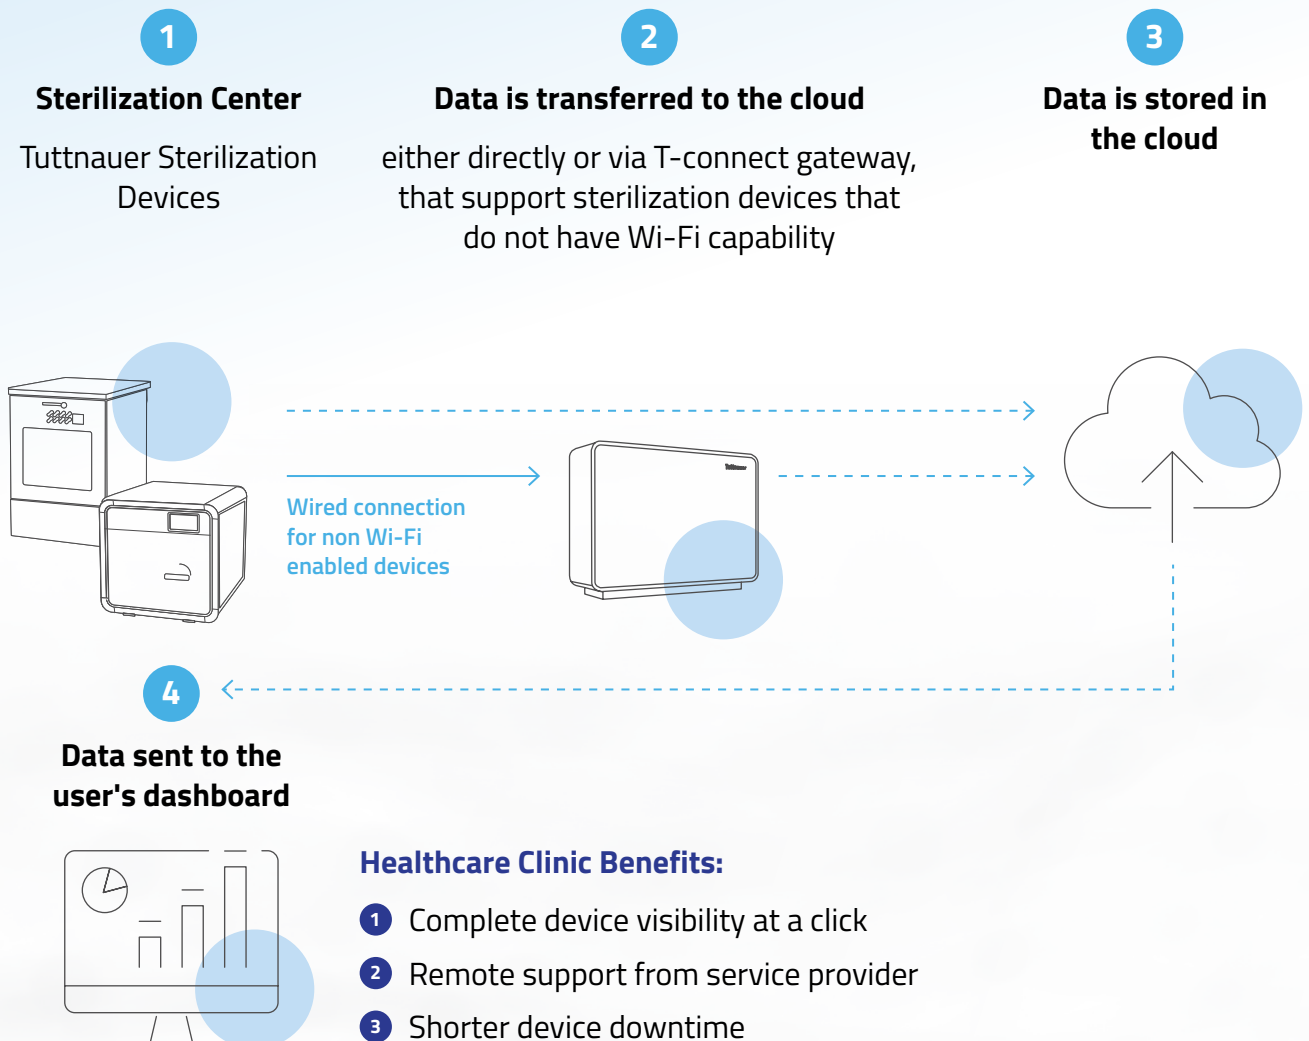 1
Sterilization Center
Tuttnauer Sterilization
Devices
2
Data is transferred to the cloud
either directly or via T-connect gateway,
that support sterilization devices that
do not have Wi-Fi capability
3
Data is stored in
the cloud
Wired connection
for non Wi-Fi
enabled devices
Tuttnauer
4
Data sent to the
user's dashboard
Healthcare Clinic Benefits:
1 Complete device visibility at a click
2 Remote support from service provider
3 Shorter device downtime